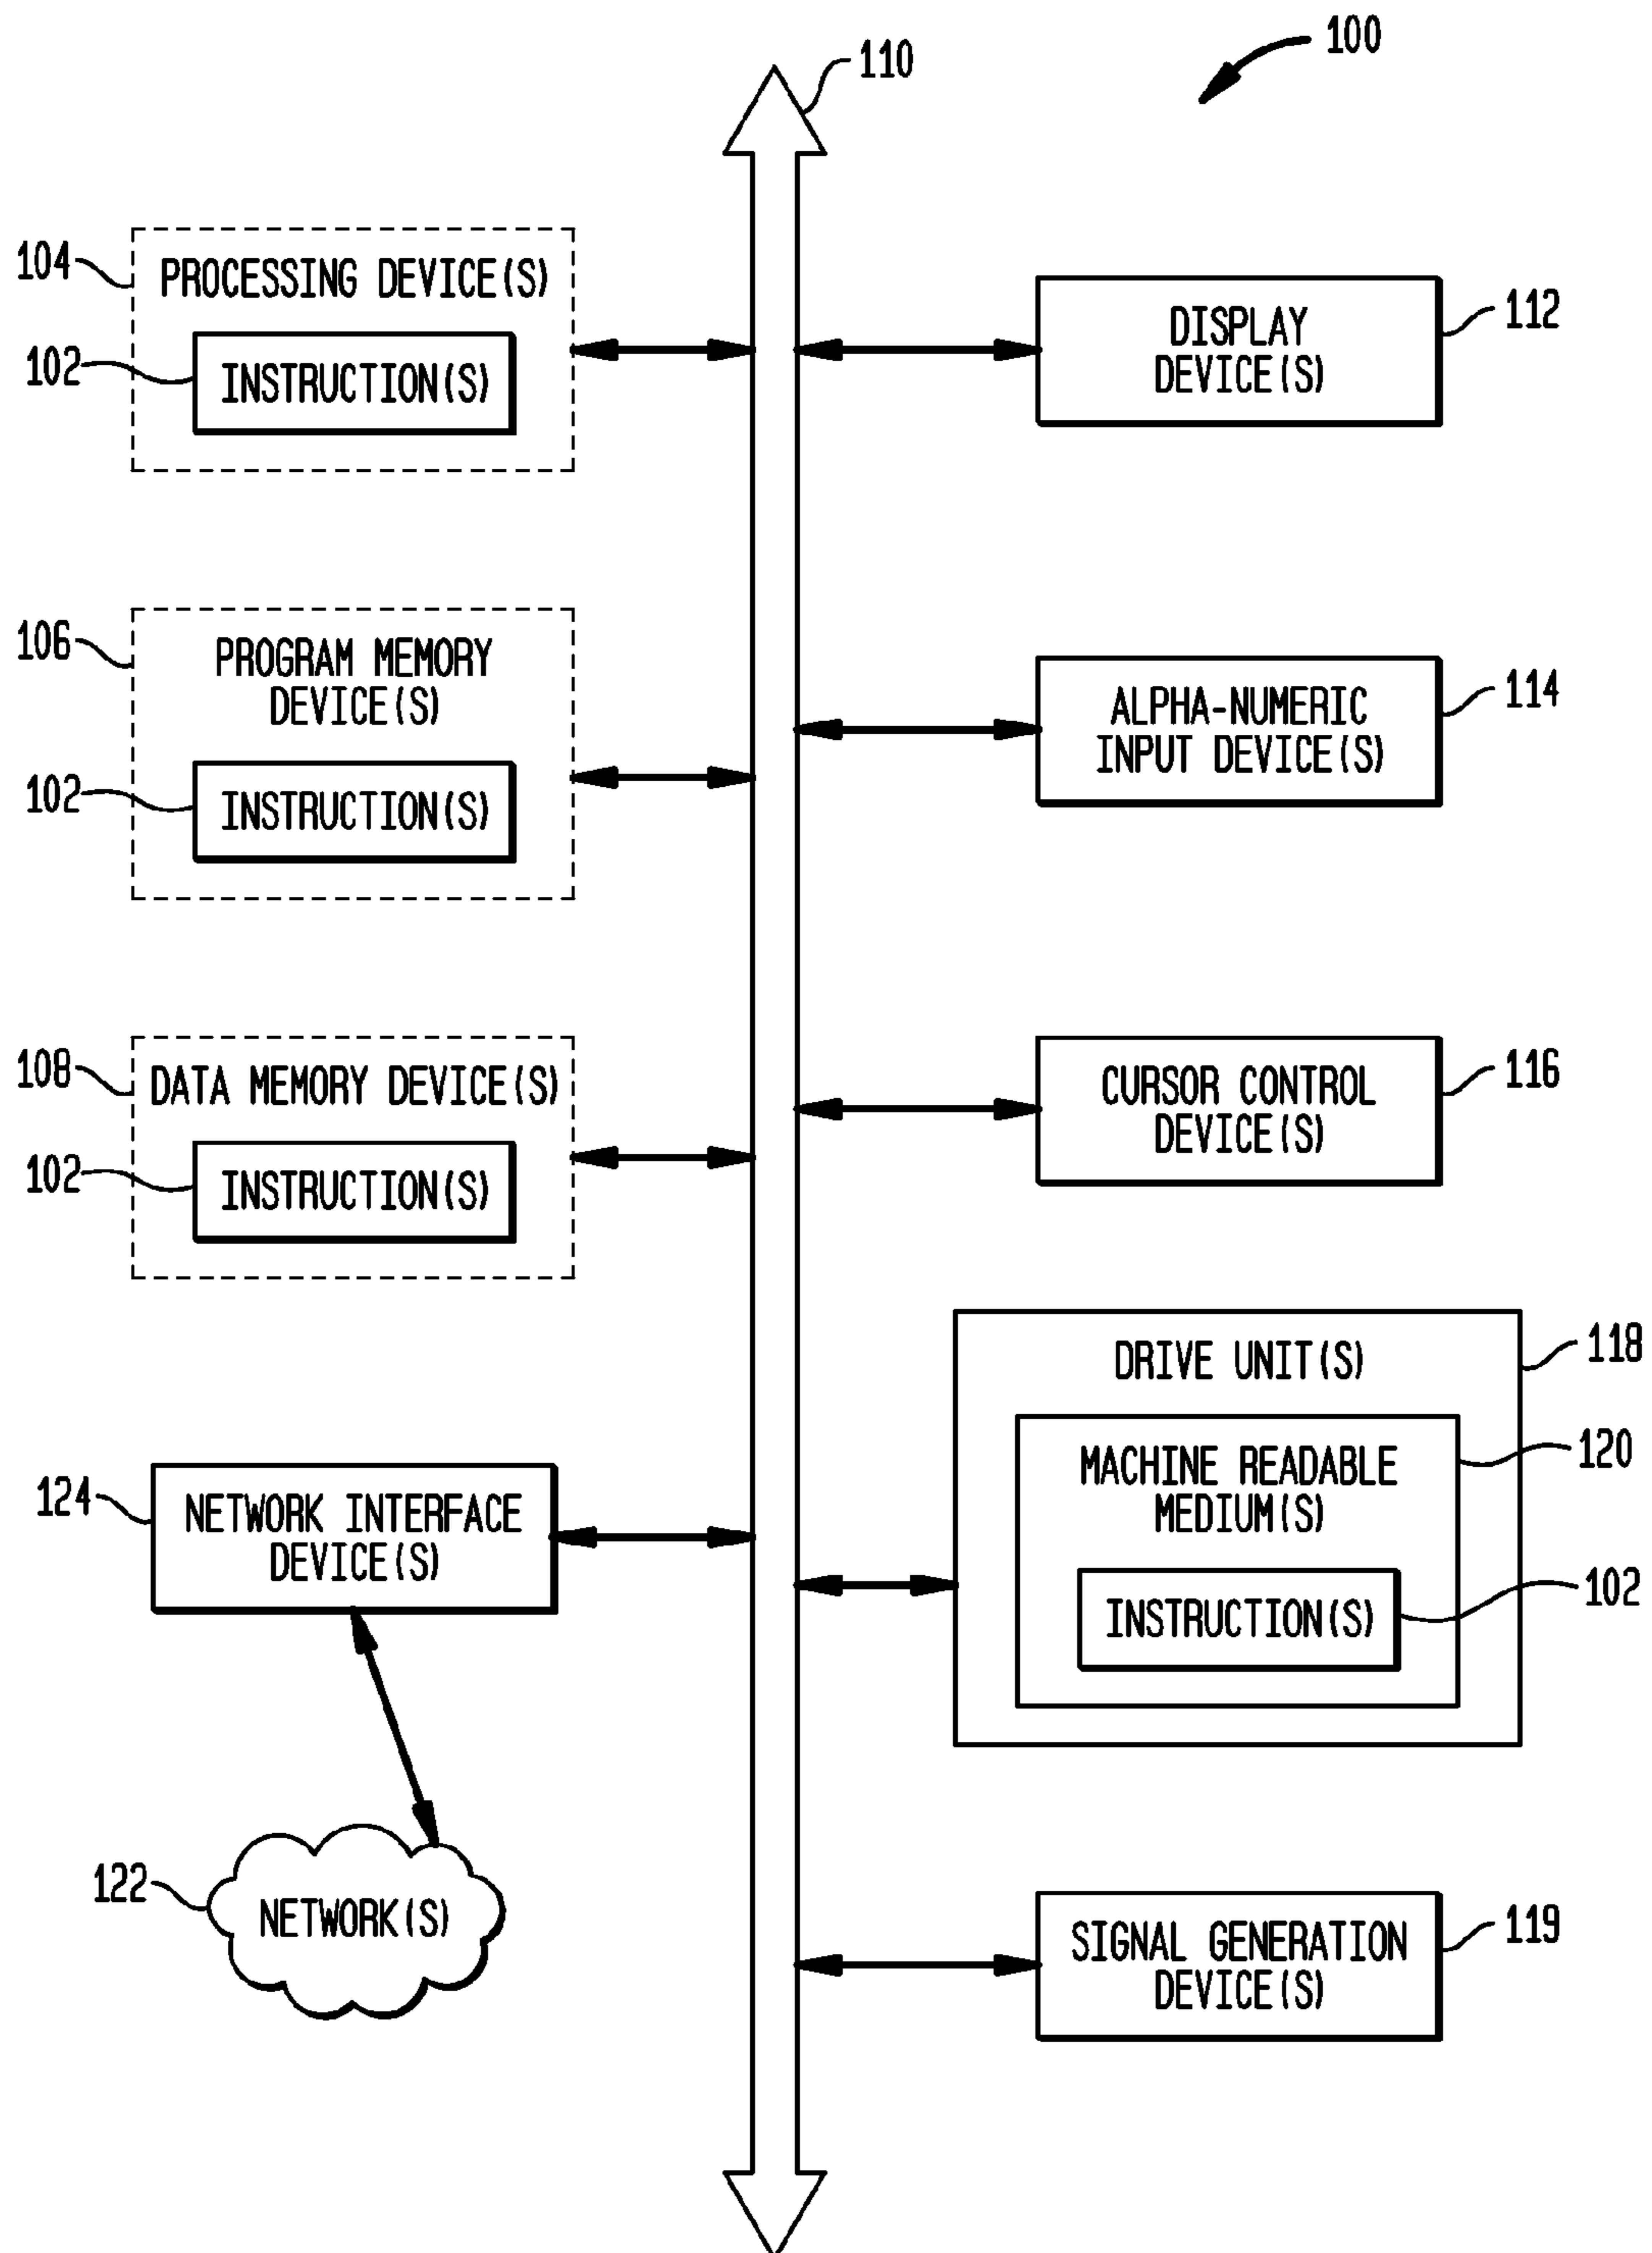 100
110
104
PROCESSING DEVICE(S)
102
INSTRUCTION(S)
DISPLAY
DEVICE(S)
112
106
PROGRAM MEMORY
DEVICE(S)
102
INSTRUCTION(S)
ALPHA-NUMERIC
INPUT DEVICE(S)
114
108
DATA MEMORY DEVICE(S)
102
INSTRUCTION(S)
CURSOR CONTROL
DEVICE(S)
116
DRIVE UNIT(S)
118
MACHINE READABLE
MEDIUM(S)
120
INSTRUCTION(S)
102
124
NETWORK INTERFACE
DEVICE(S)
122
NETWORK(S)
SIGNAL GENERATION
DEVICE(S)
119